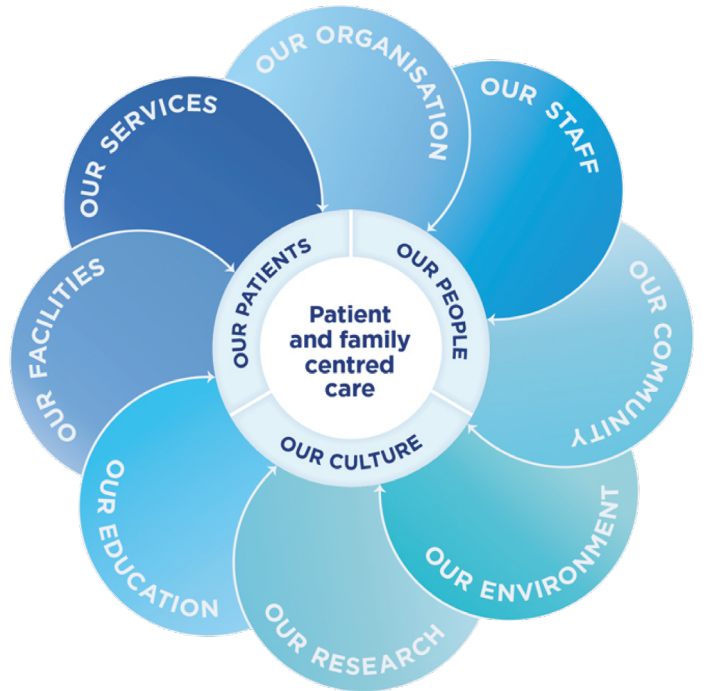 OUR ORGANISATION
OUR STAFF
OUR COMMUNITY
OUR ENVIRONMENT
OUR RESEARCH
OUR EDUCATION
OUR FACILITIES
OUR SERVICES
OUR PATIENTS
OUR PEOPLE
OUR CULTURE
Patient
and family
centred
care